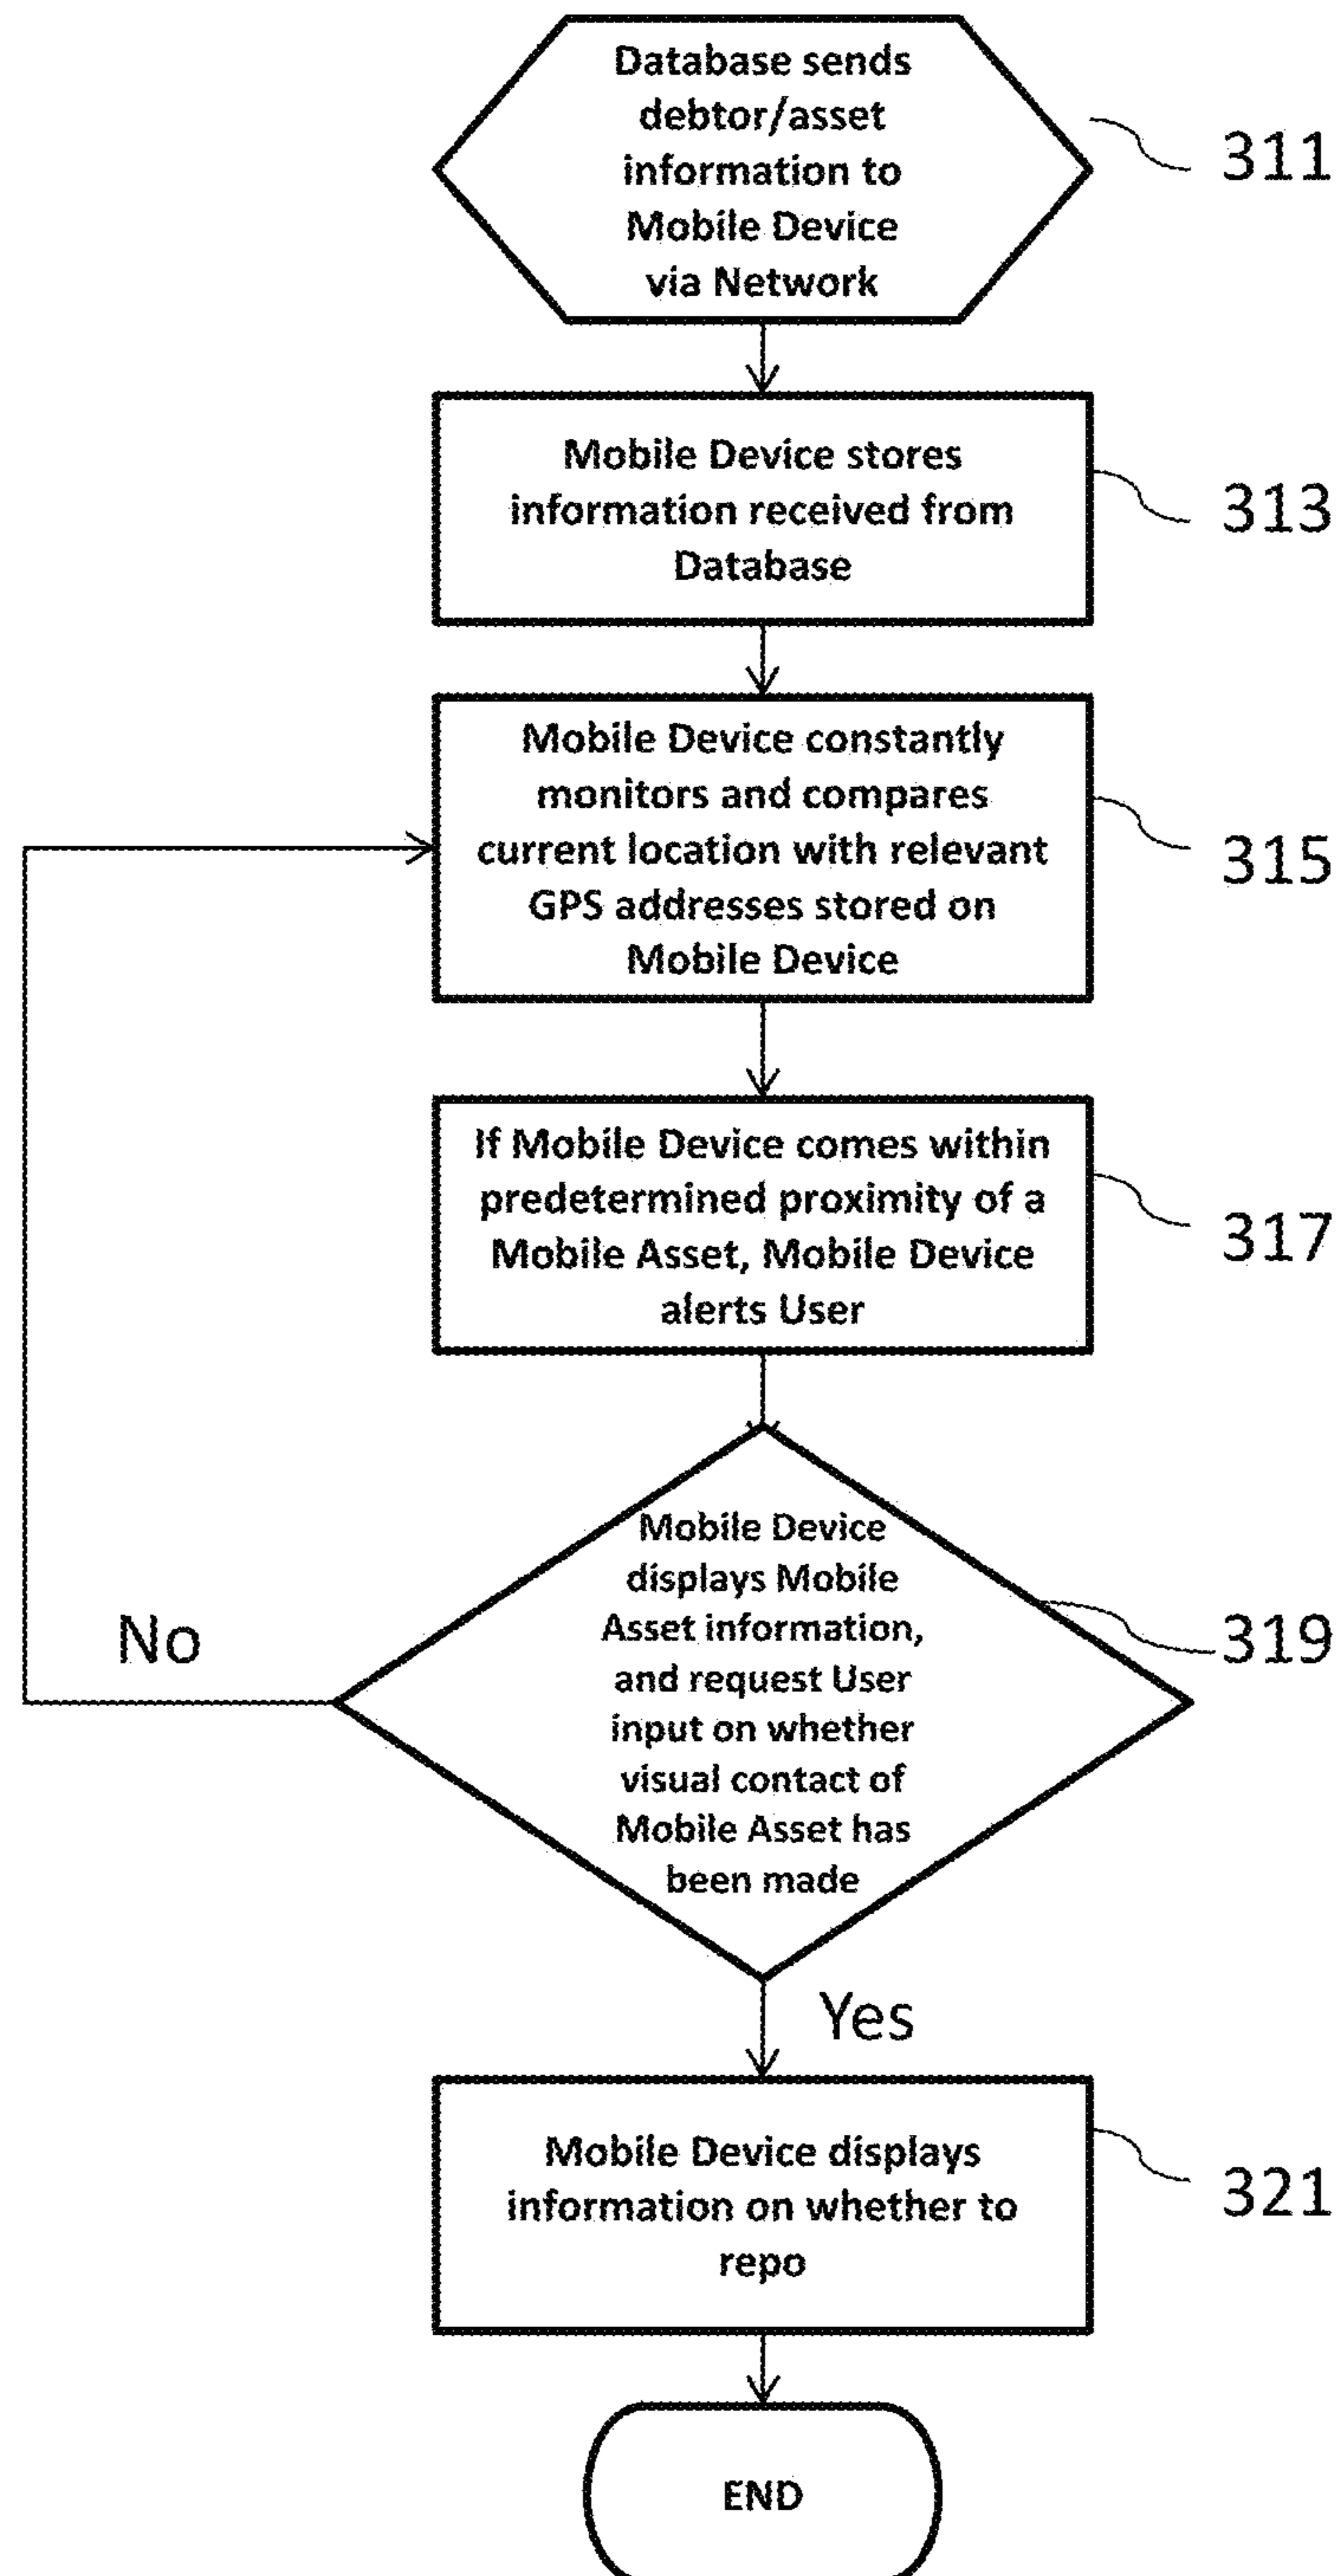 Database sends
debtor/asset
information to
Mobile Device
via Network
311
Mobile Device stores
information received from
Database
313
Mobile Device constantly
monitors and compares
current location with relevant
GPS addresses stored on
Mobile Device
315
If Mobile Device comes within
predetermined proximity of a
Mobile Asset, Mobile Device
alerts User
317
Mobile Device
displays Mobile
Asset information,
and request User
input on whether
visual contact of
Mobile Asset has
been made
319
No
Yes
Mobile Device displays
information on whether to
repo
321
END